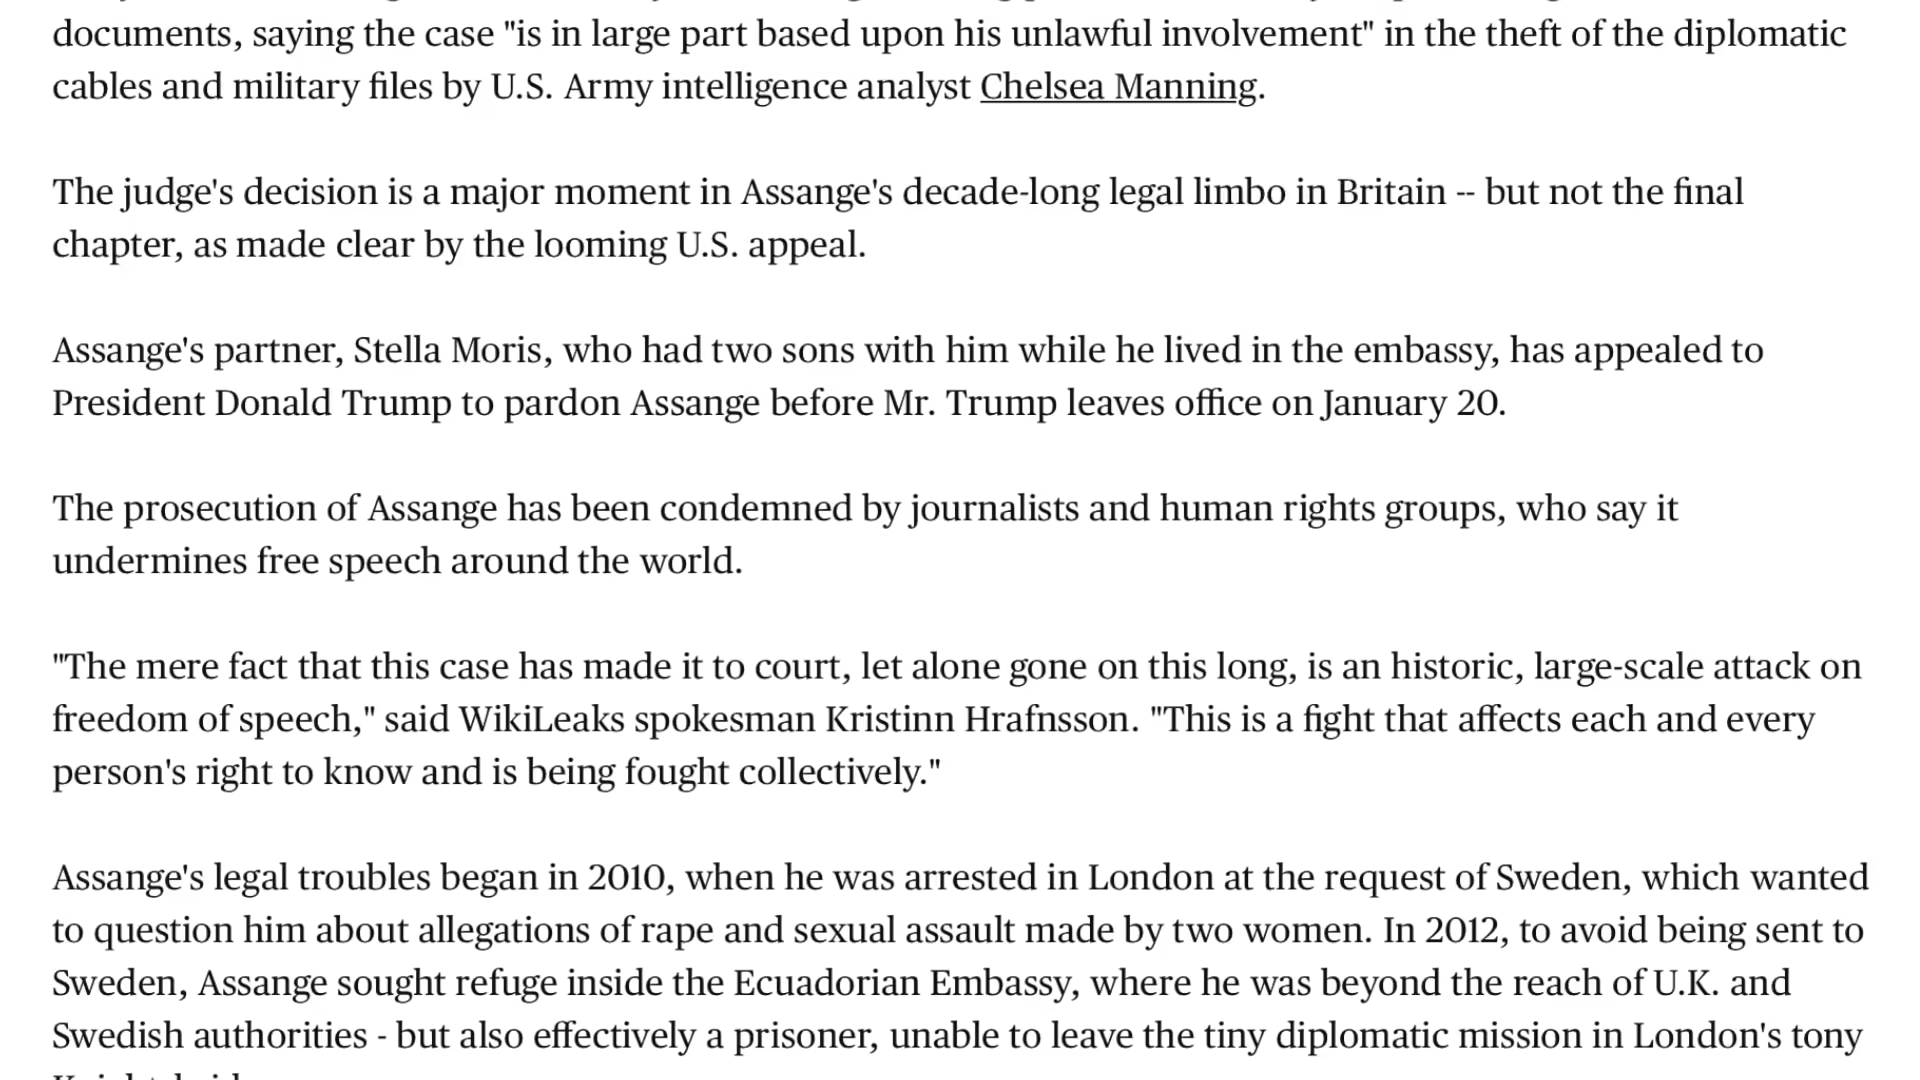 documents, saying the case "is in large part based upon his unlawful involvement" in the theft of the diplomatic
cables and military files by U.S. Army intelligence analyst Chelsea Manning.
The judge's decision is a major moment in Assange's decade-long legal limbo in Britain -- but not the final
chapter, as made clear by the looming U.S. appeal.
Assange's partner, Stella Moris, who had two sons with him while he lived in the embassy, has appealed to
President Donald Trump to pardon Assange before Mr. Trump leaves office on January 20.
The prosecution of Assange has been condemned by journalists and human rights groups, who say it
undermines free speech around the world.
"The mere fact that this case has made it to court, let alone gone on this long, is an historic, large-scale attack on
freedom of speech," said WikiLeaks spokesman Kristinn Hrafnsson. "This is a fight that affects each and every
person's right to know and is being fought collectively."
Assange's legal troubles began in 2010, when he was arrested in London at the request of Sweden, which wanted
to question him about allegations of rape and sexual assault made by two women. In 2012, to avoid being sent to
Sweden, Assange sought refuge inside the Ecuadorian Embassy, where he was beyond the reach of U.K. and
Swedish authorities - but also effectively a prisoner, unable to leave the tiny diplomatic mission in London's tony